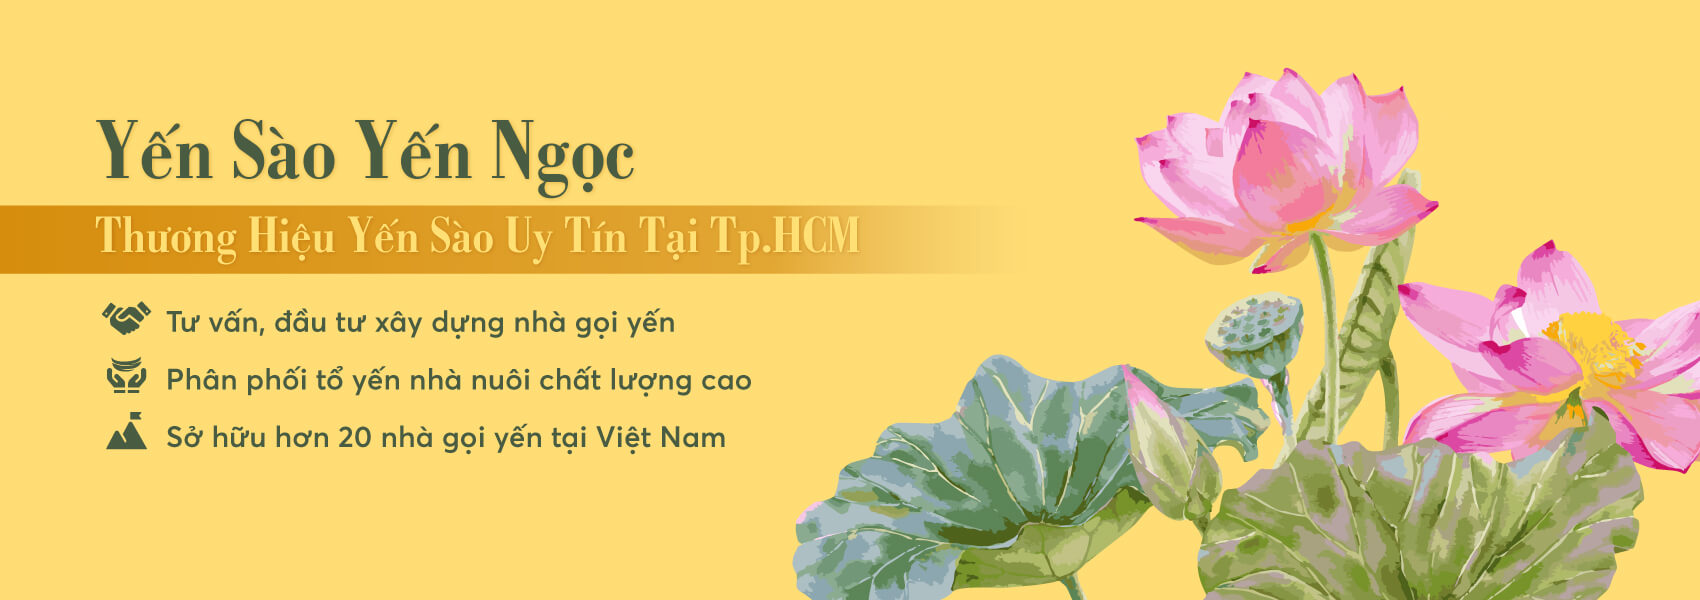 Yến Sào Yến Ngọc
Thương Hiệu Yến Sào Uy Tín Tại Tp.HCM
Tư vấn, đầu tư xây dựng nhà gọi yến
Phân phối tổ yến nhà nuôi chất lượng cao
Sở hữu hơn 20 nhà gọi yến tại Việt Nam